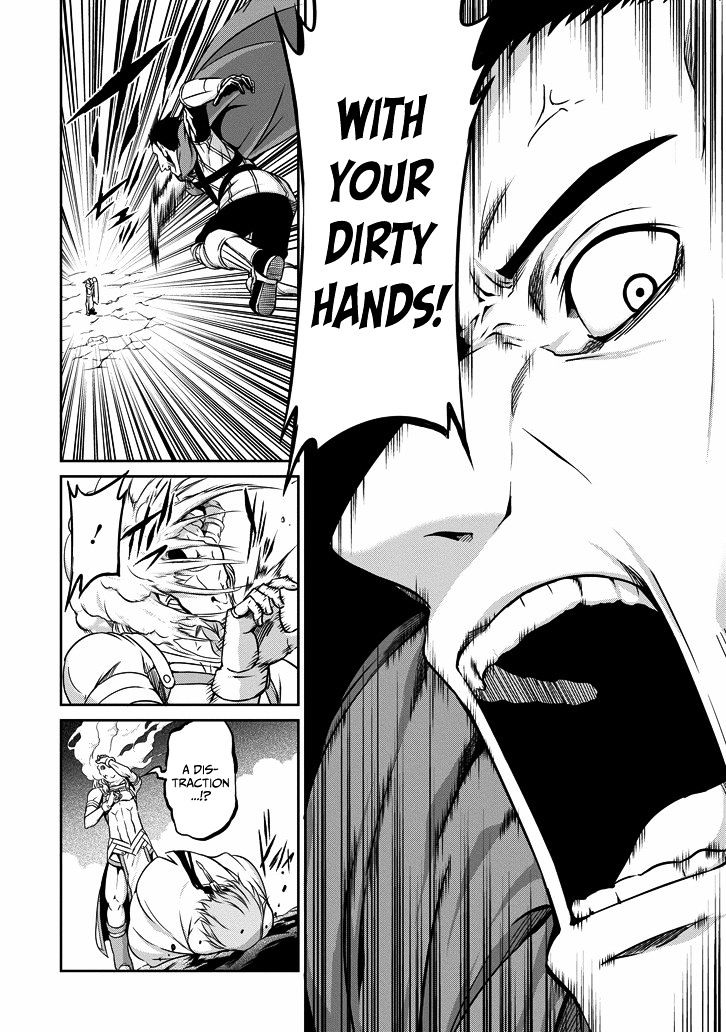 WITH
YOUR
DIRTY
HANDS!
!
A DIS-
TRACTION
...!?